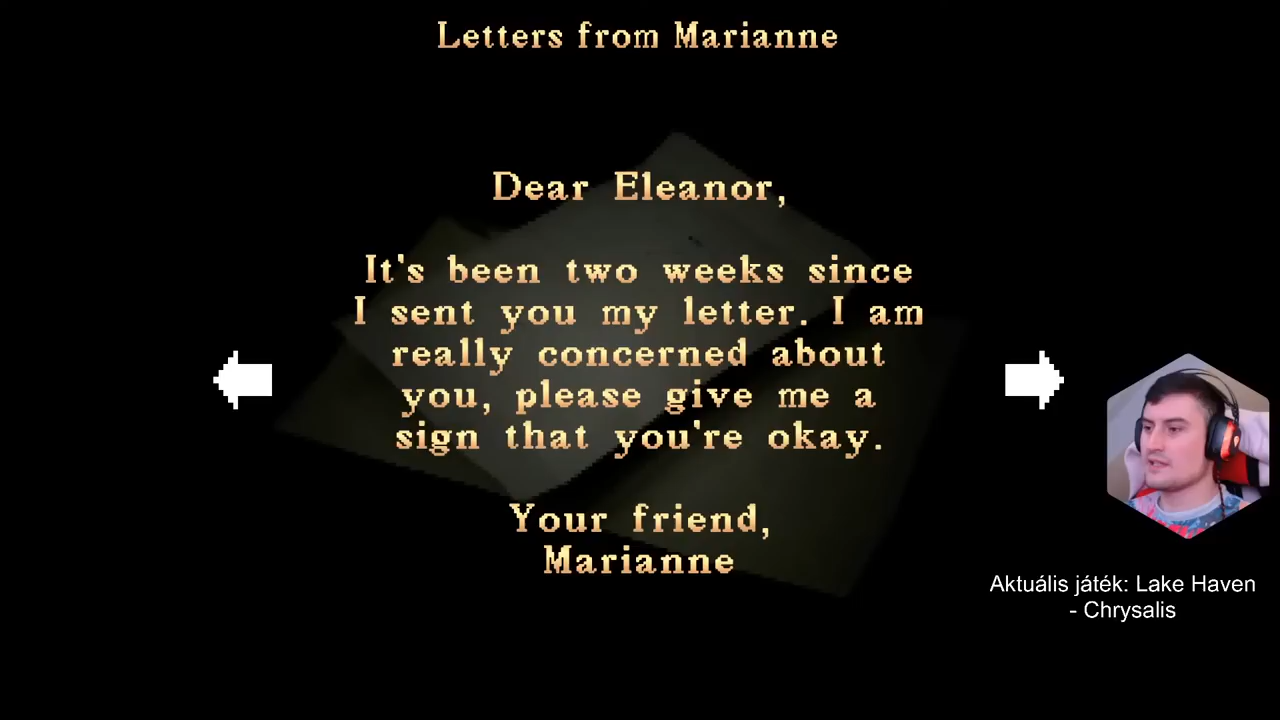 Letters from Marianne
Dear Eleanor,
It's been two weeks since
I sent you my letter. I am
really concerned about
you, please give me a
sign that you're okay.
Your friend,
Marianne
Aktuális játék: Lake Haven
- Chrysalis